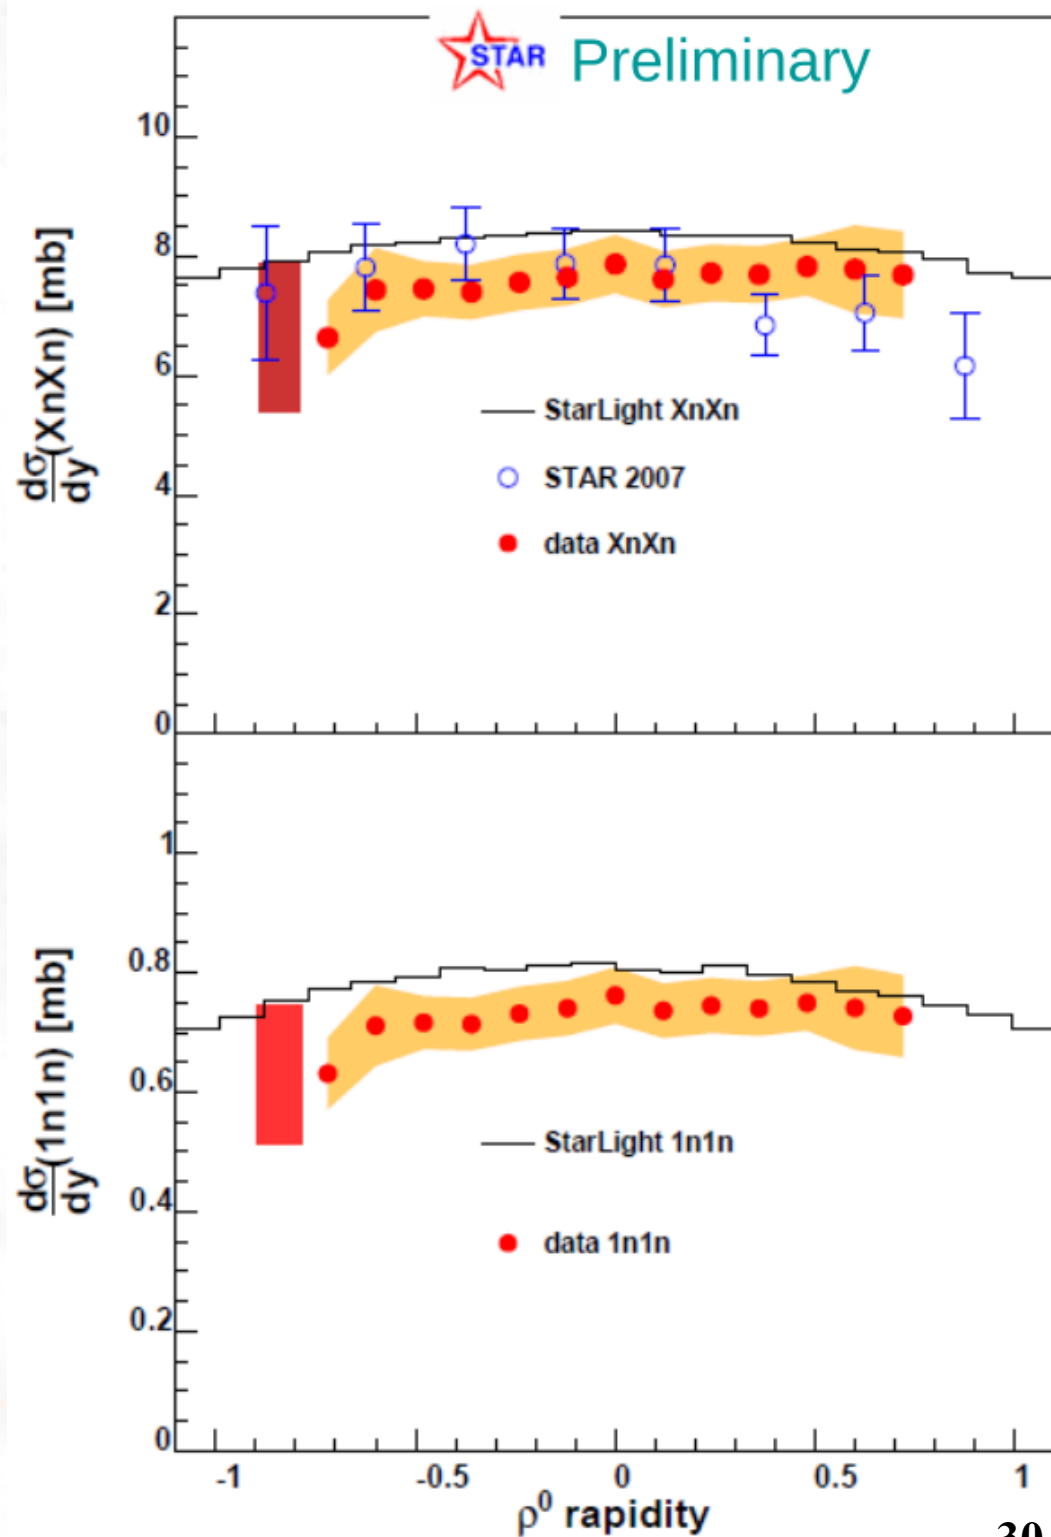 STAR Preliminary
10
8
6
4
2
0
dσ/dy (XnXn) [mb]
StarLight XnXn
STAR 2007
data XnXn
1
0.8
0.6
0.4
0.2
0
dσ/dy (1n1n) [mb]
StarLight 1n1n
data 1n1n
-1 -0.5 0 0.5 1
ρ⁰ rapidity
30